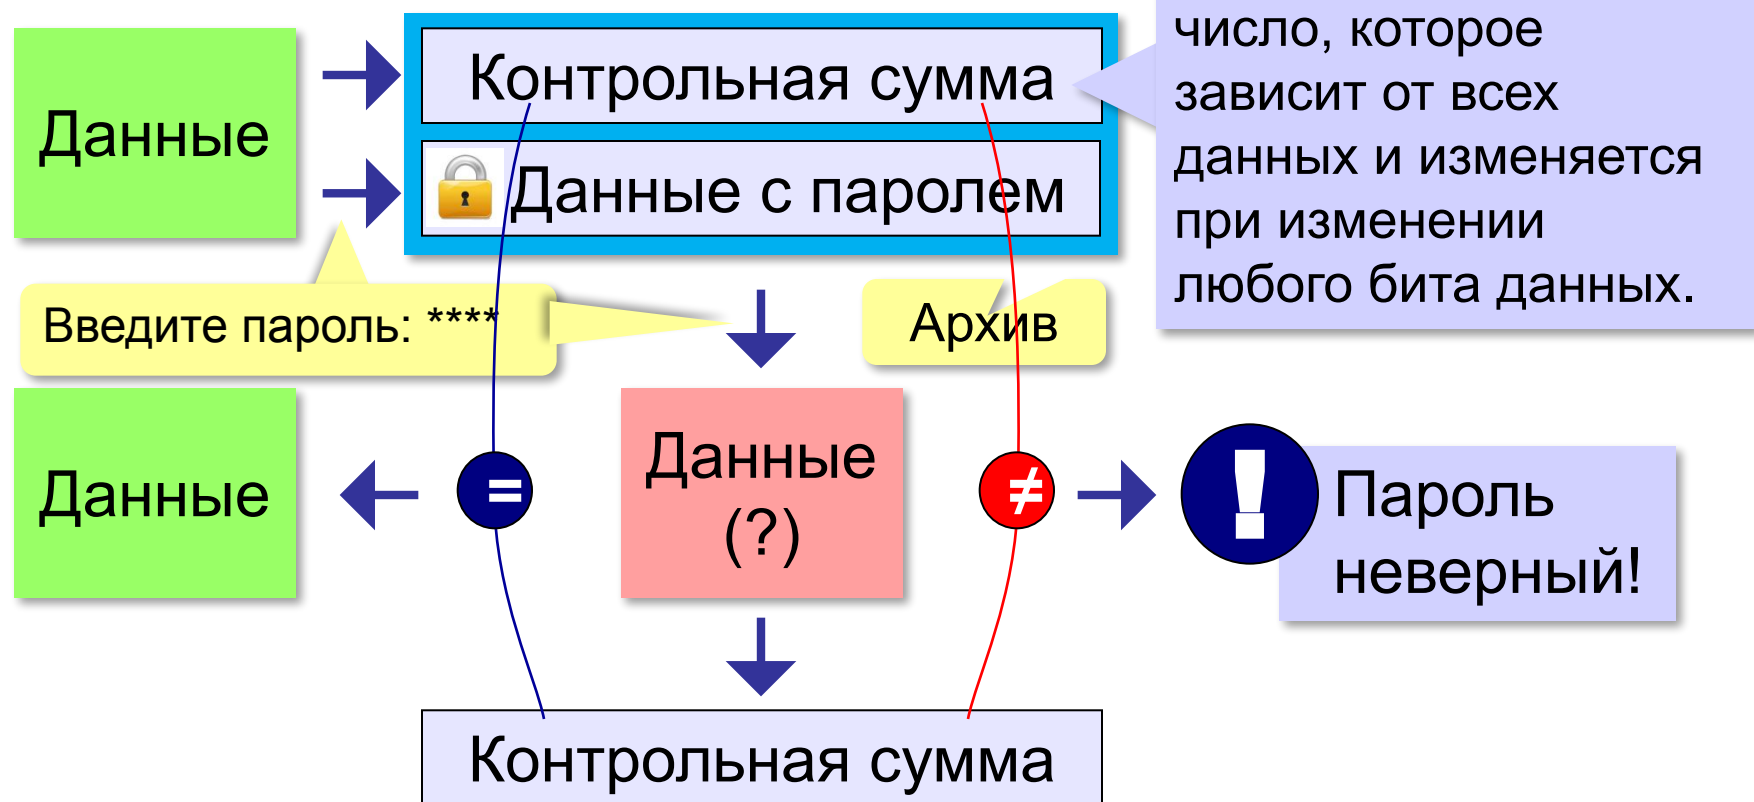 Данные
Контрольная сумма
Данные с паролем
число, которое
зависит от всех
данных и изменяется
при изменении
любого бита данных.
Введите пароль: ****
Архив
Данные
=
Данные
(?)
≠
!
Пароль
неверный!
Контрольная сумма